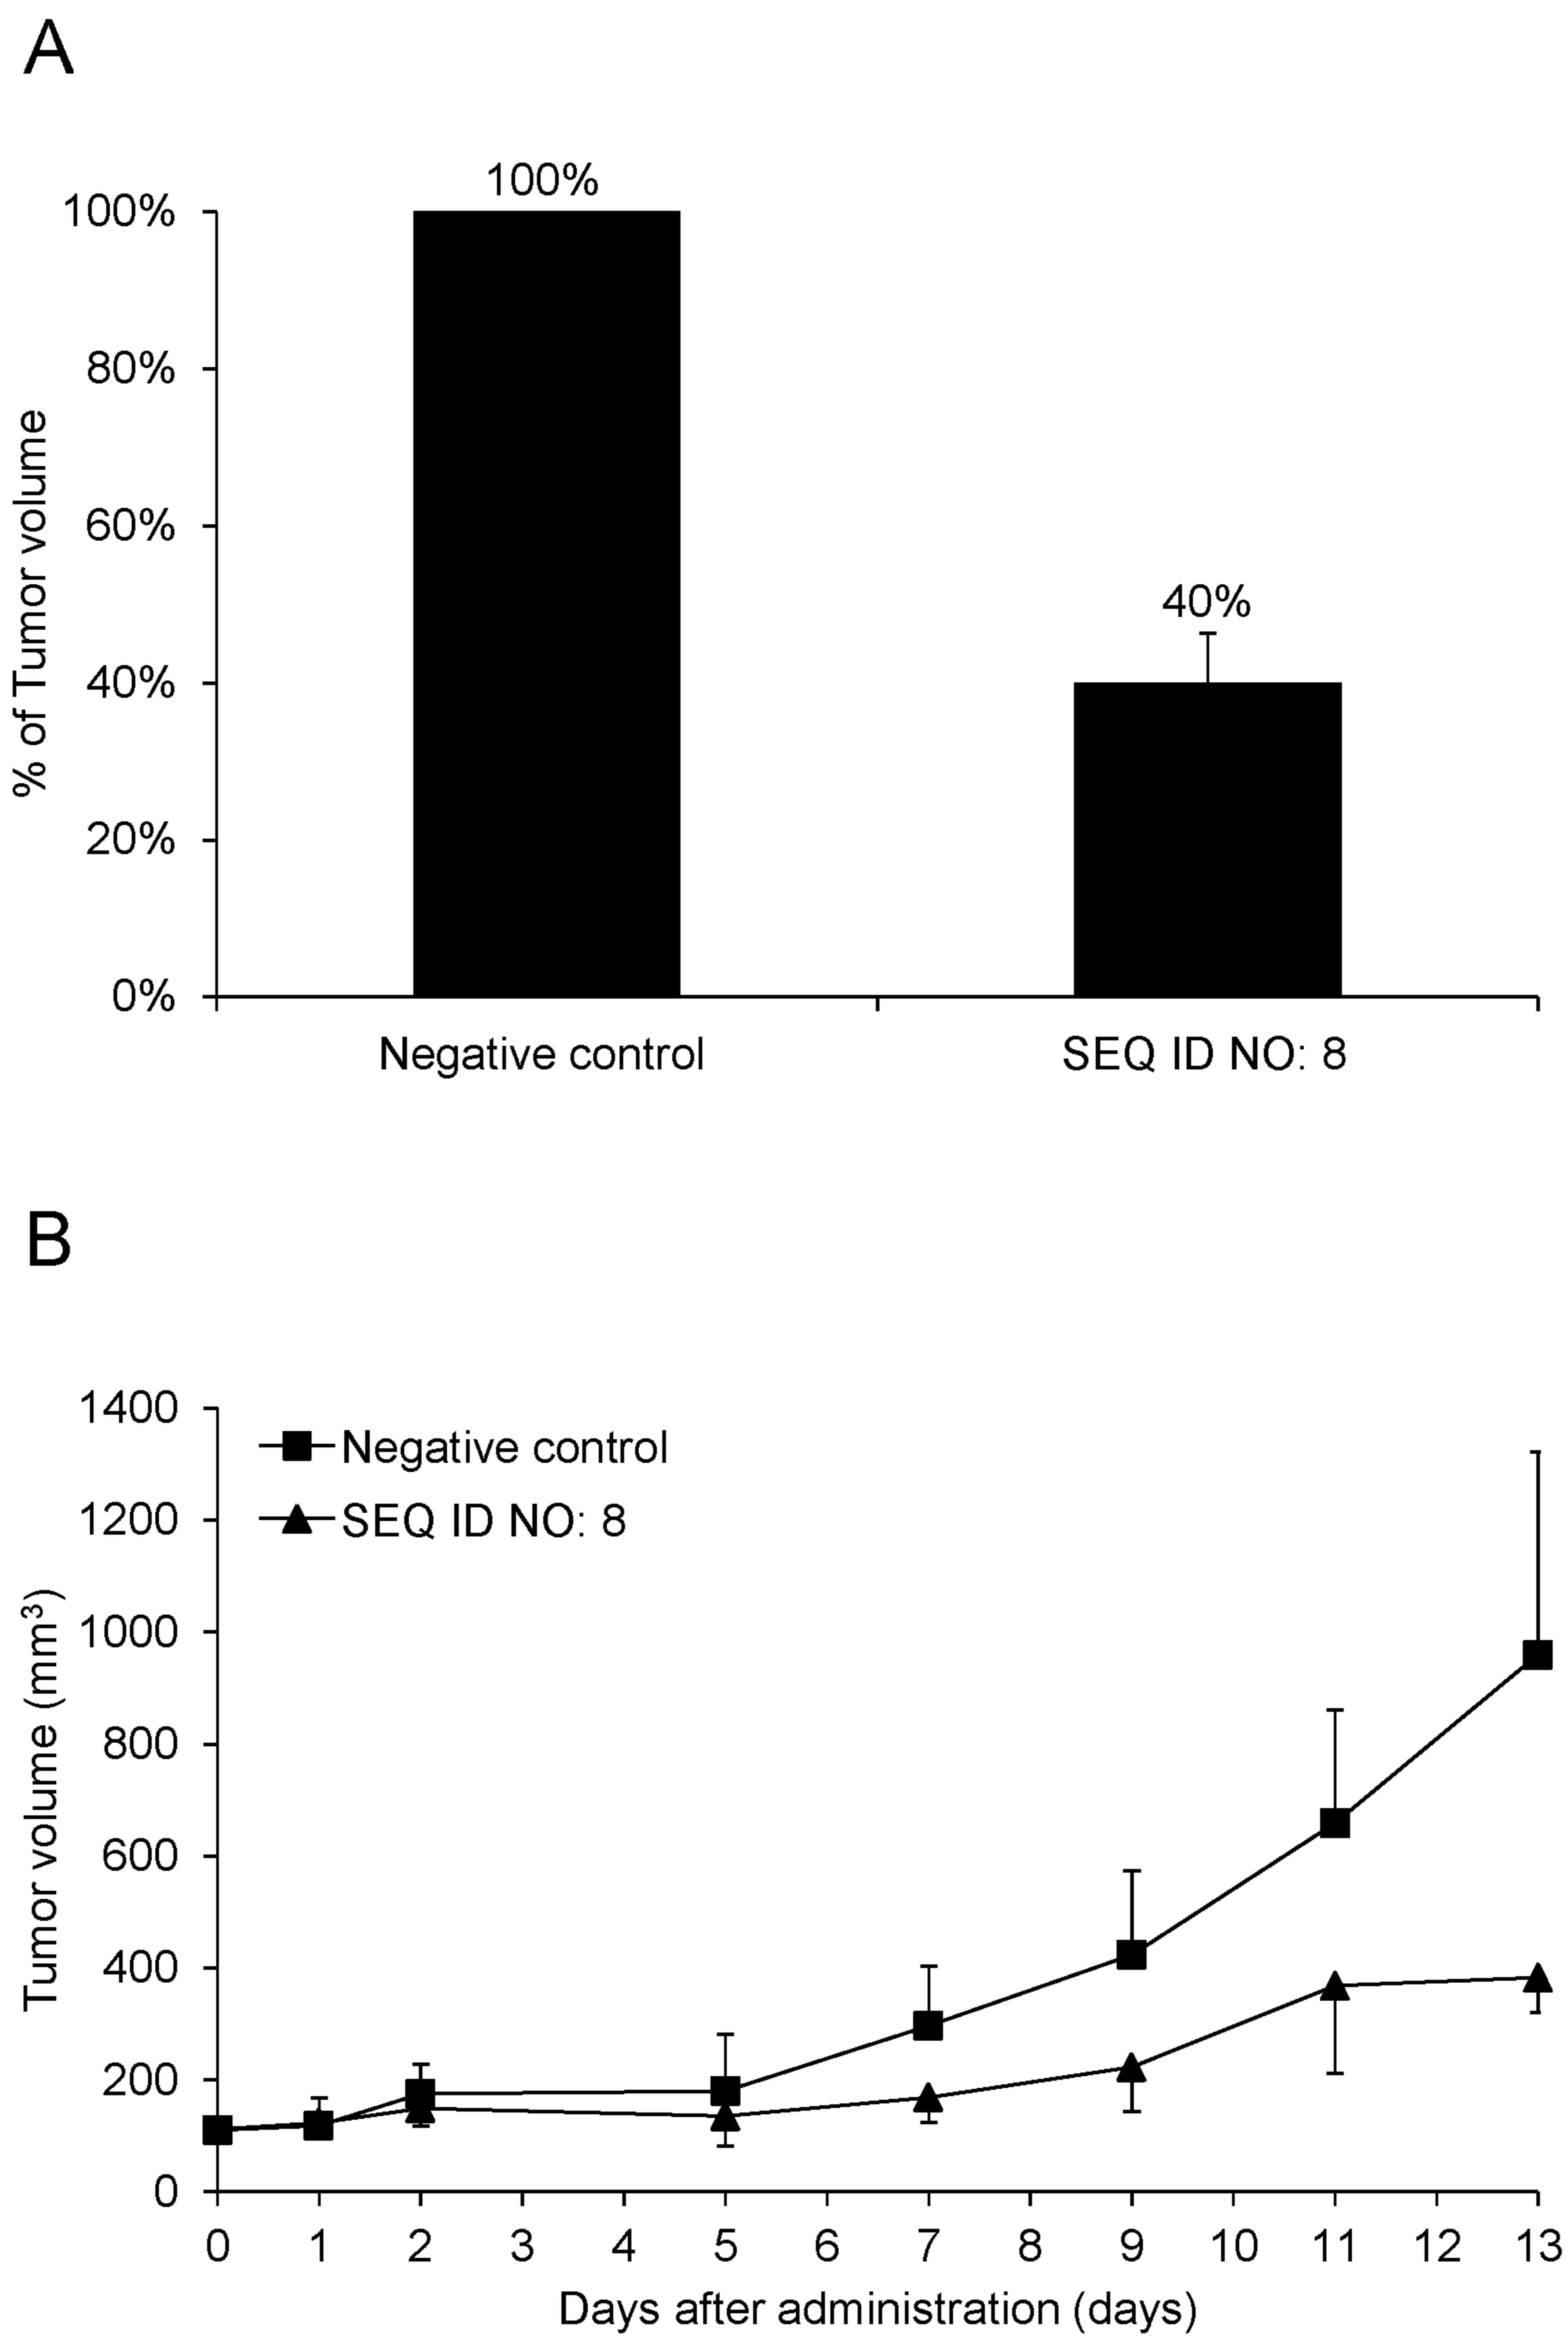 A
100%
100%
80%
60%
40%
40%
20%
0%
% of Tumor volume
Negative control
SEQ ID NO: 8
B
1400
1200
1000
800
600
400
200
0
Tumor volume (mm³)
Negative control
SEQ ID NO: 8
0 1 2 3 4 5 6 7 8 9 10 11 12 13
Days after administration (days)